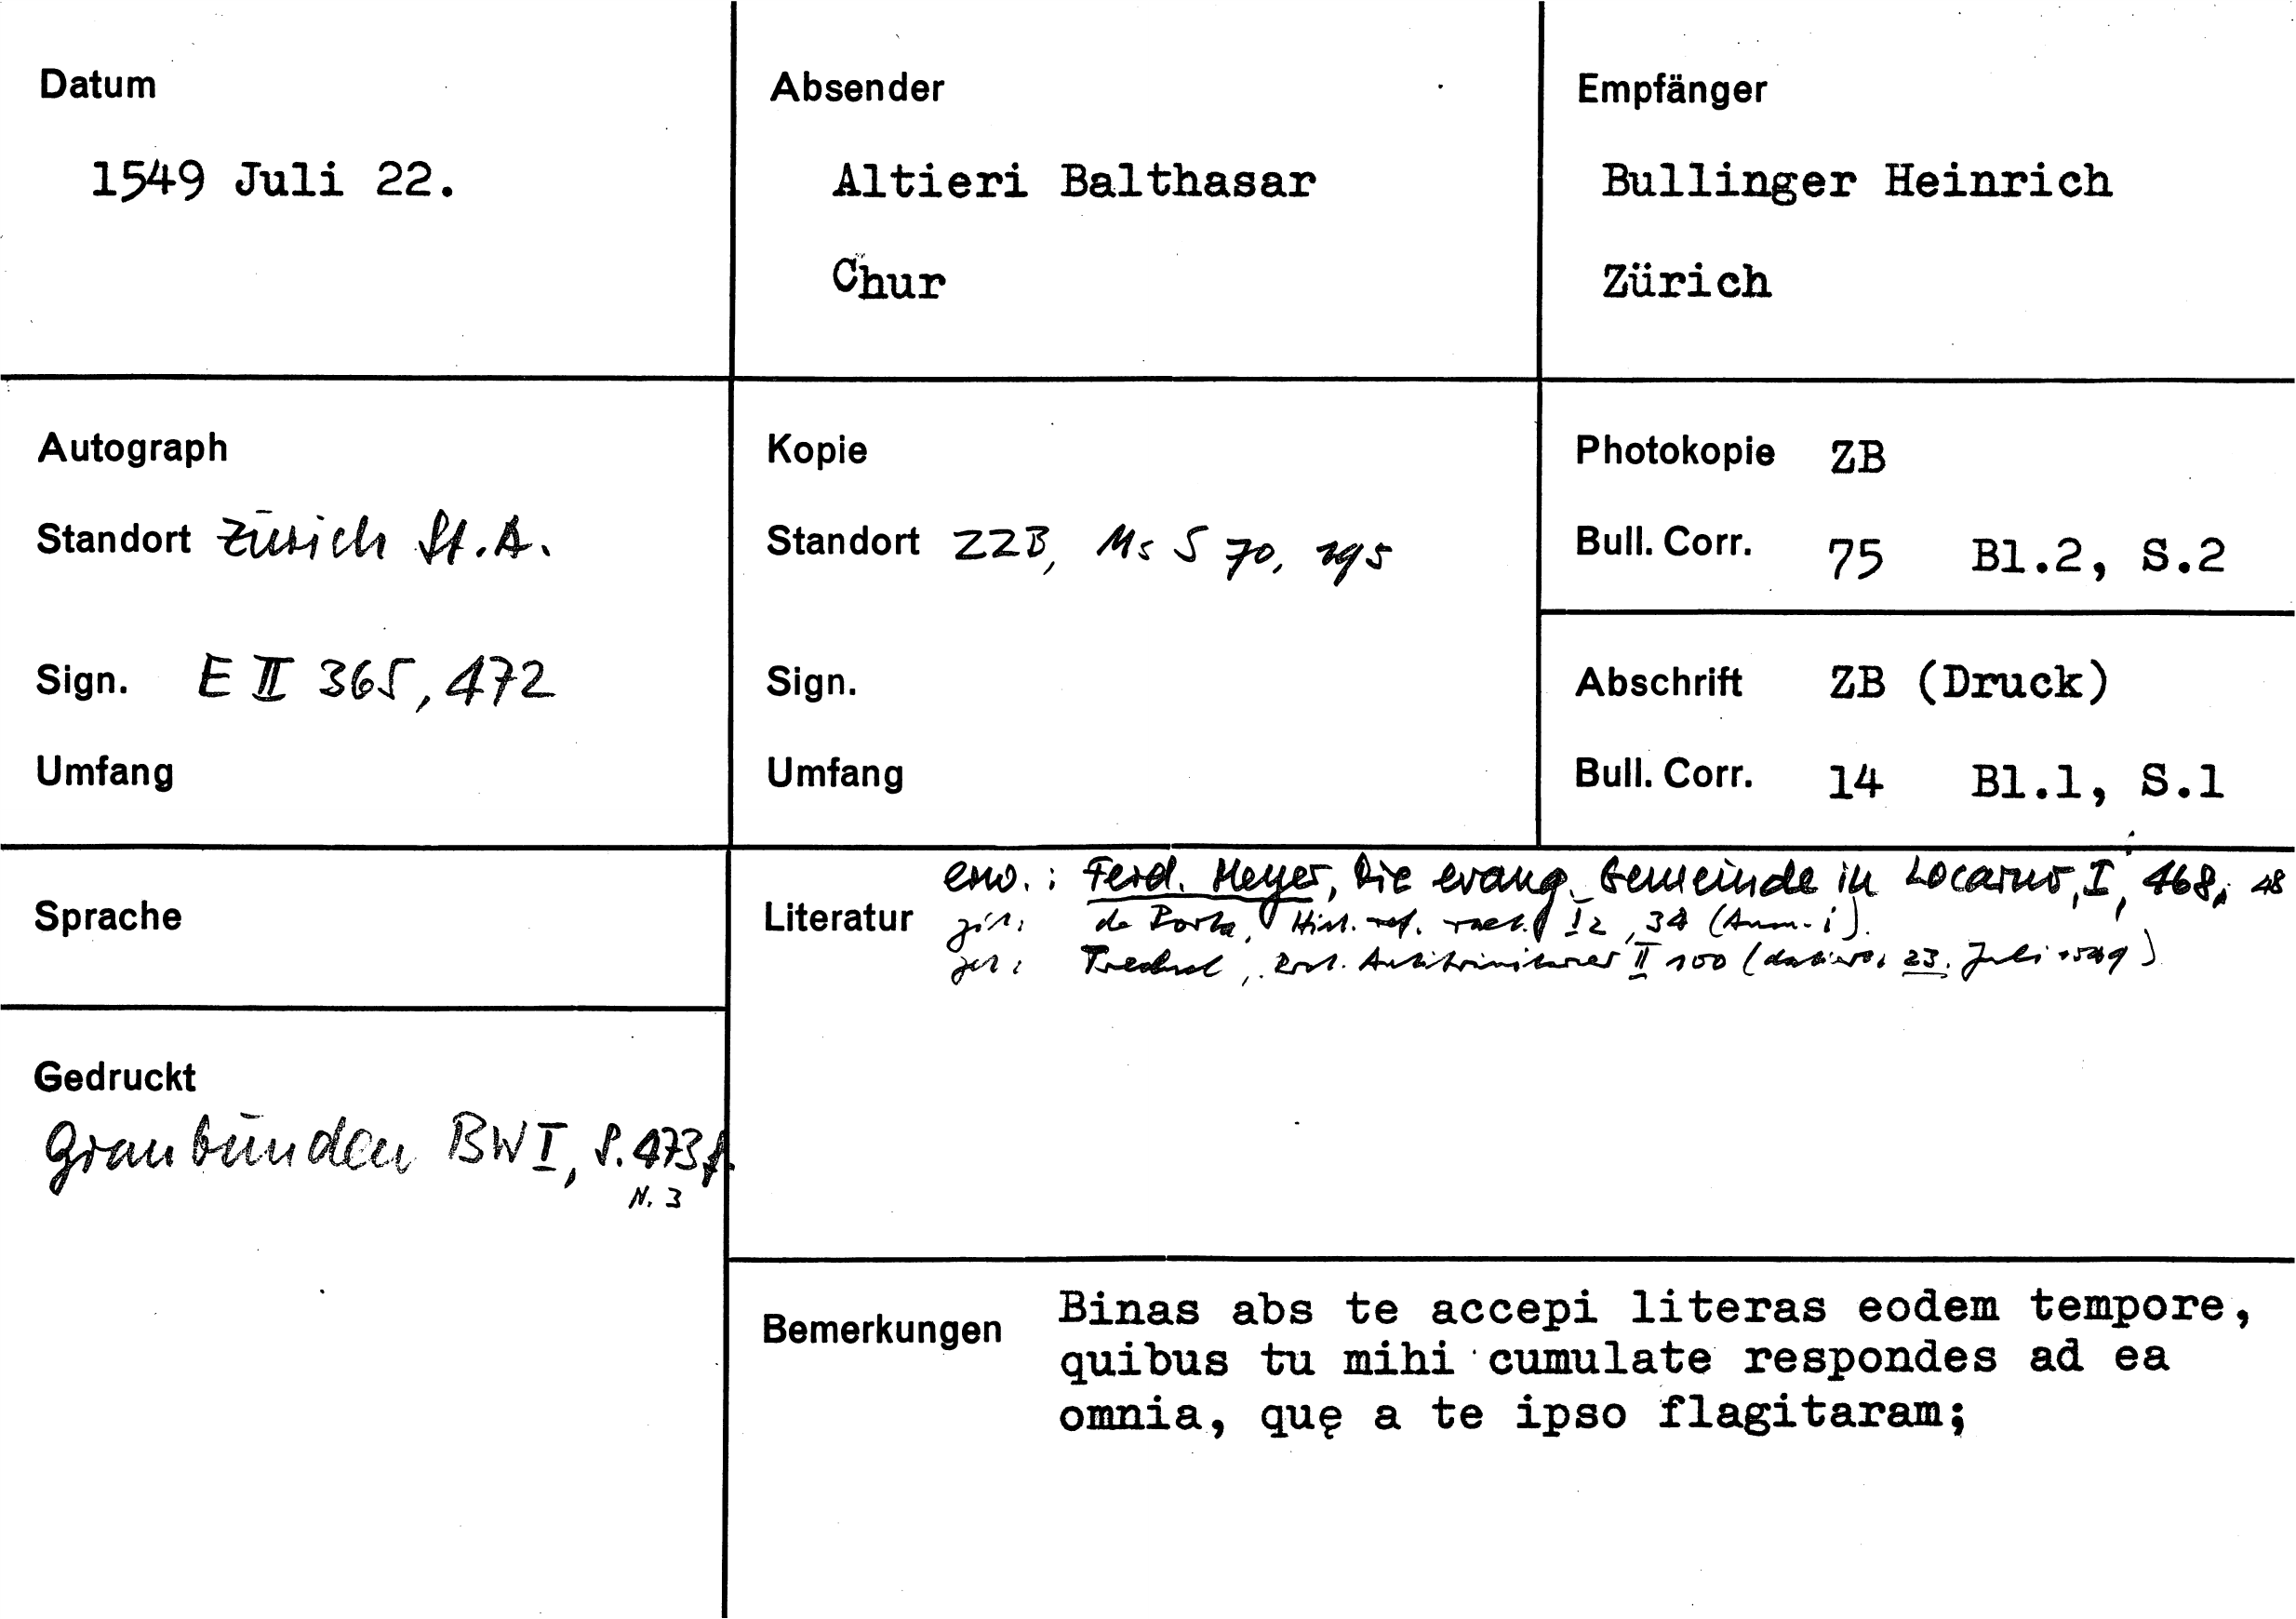 Datum
1549 Juli 22.
Absender
Altieri Balthasar
Chur
Empfänger
Bullinger Heinrich
Zürich
Autograph
Standort Zürich St.A.
Sign. E II 365, 472
Umfang
Kopie
Standort ZZB, Ms S 70, 195
Sign.
Umfang
Photokopie ZB
Bull. Corr. 75 Bl.2, S.2
Abschrift ZB (Druck)
Bull. Corr. 14 Bl.1, S.1
Sprache
Gedruckt
Graubünden BW I, S. 473 f.
N. 3
Literatur
erw.: Ferd. Meyer, Die evang. Gemeinde in Locarno, I, 468, 48
zit: de Porta, Hist. ref. raet. I 2, 34 (Anm. i).
zit: Trechsel, Prot. Antitrinitarier II 100 (datiert 23. Juli 1549)
Bemerkungen
Binas abs te accepi literas eodem tempore,
quibus tu mihi cumulate respondes ad ea
omnia, quę a te ipso flagitaram;